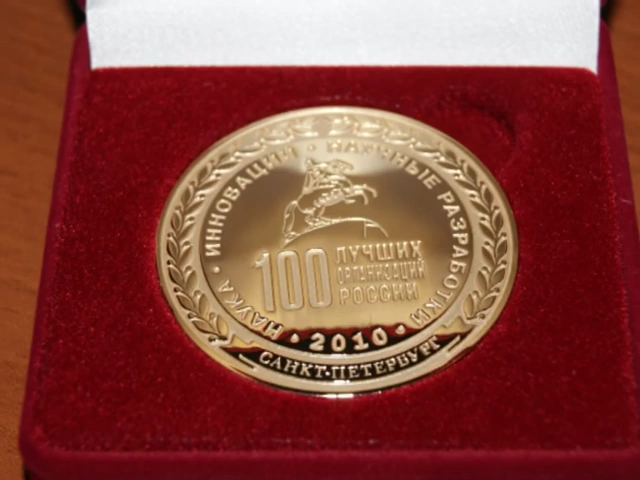 НАУКА • ИННОВАЦИИ • НАУЧНЫЕ РАЗРАБОТКИ
100 ЛУЧШИХ
ОРГАНИЗАЦИЙ
РОССИИ
• 2010 •
САНКТ-ПЕТЕРБУРГ